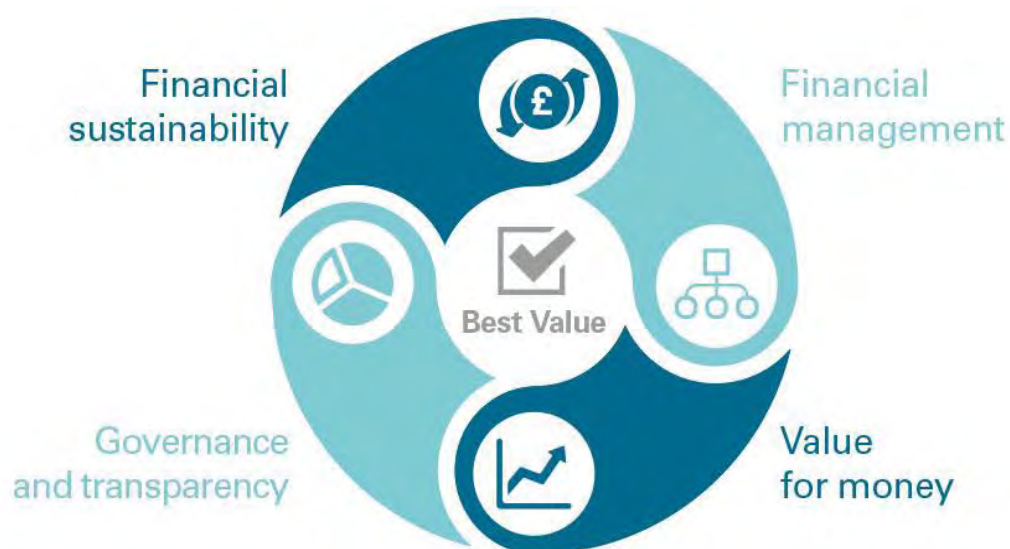 Financial
sustainability
Financial
management
£
Best Value
Governance
and transparency
Value
for money